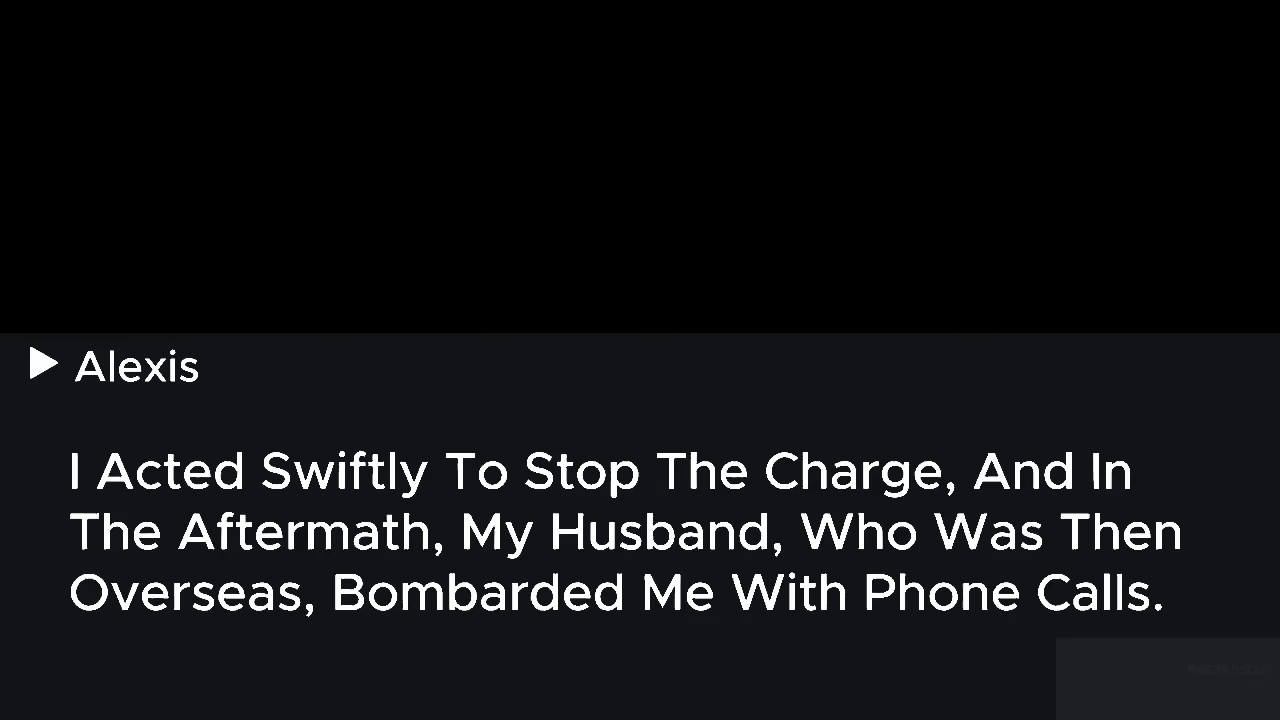 Alexis
I Acted Swiftly To Stop The Charge, And In
The Aftermath, My Husband, Who Was Then
Overseas, Bombarded Me With Phone Calls.